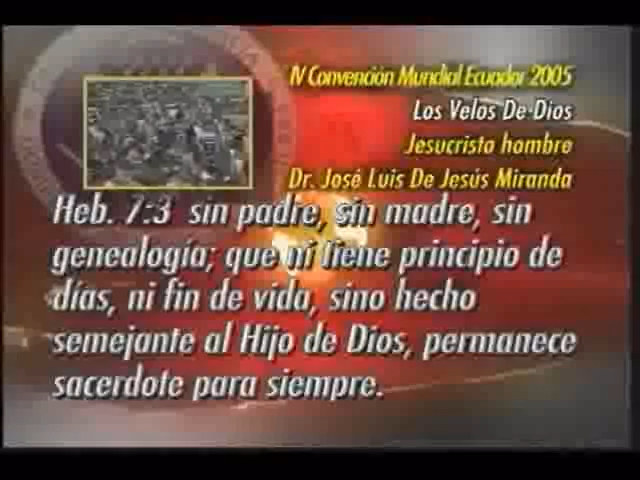 IV Convención Mundial Ecuador 2005
Los Velos De Dios
Jesucristo hombre
Dr. José Luis De Jesús Miranda
Heb. 7:3 sin padre, sin madre, sin
genealogía; que ni tiene principio de
días, ni fin de vida, sino hecho
semejante al Hijo de Dios, permanece
sacerdote para siempre.